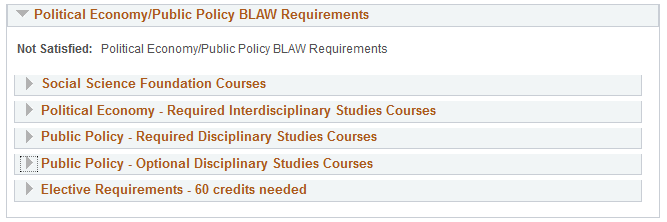 Political Economy/Public Policy BLAW Requirements
Not Satisfied: Political Economy/Public Policy BLAW Requirements
Social Science Foundation Courses
Political Economy - Required Interdisciplinary Studies Courses
Public Policy - Required Disciplinary Studies Courses
Public Policy - Optional Disciplinary Studies Courses
Elective Requirements - 60 credits needed